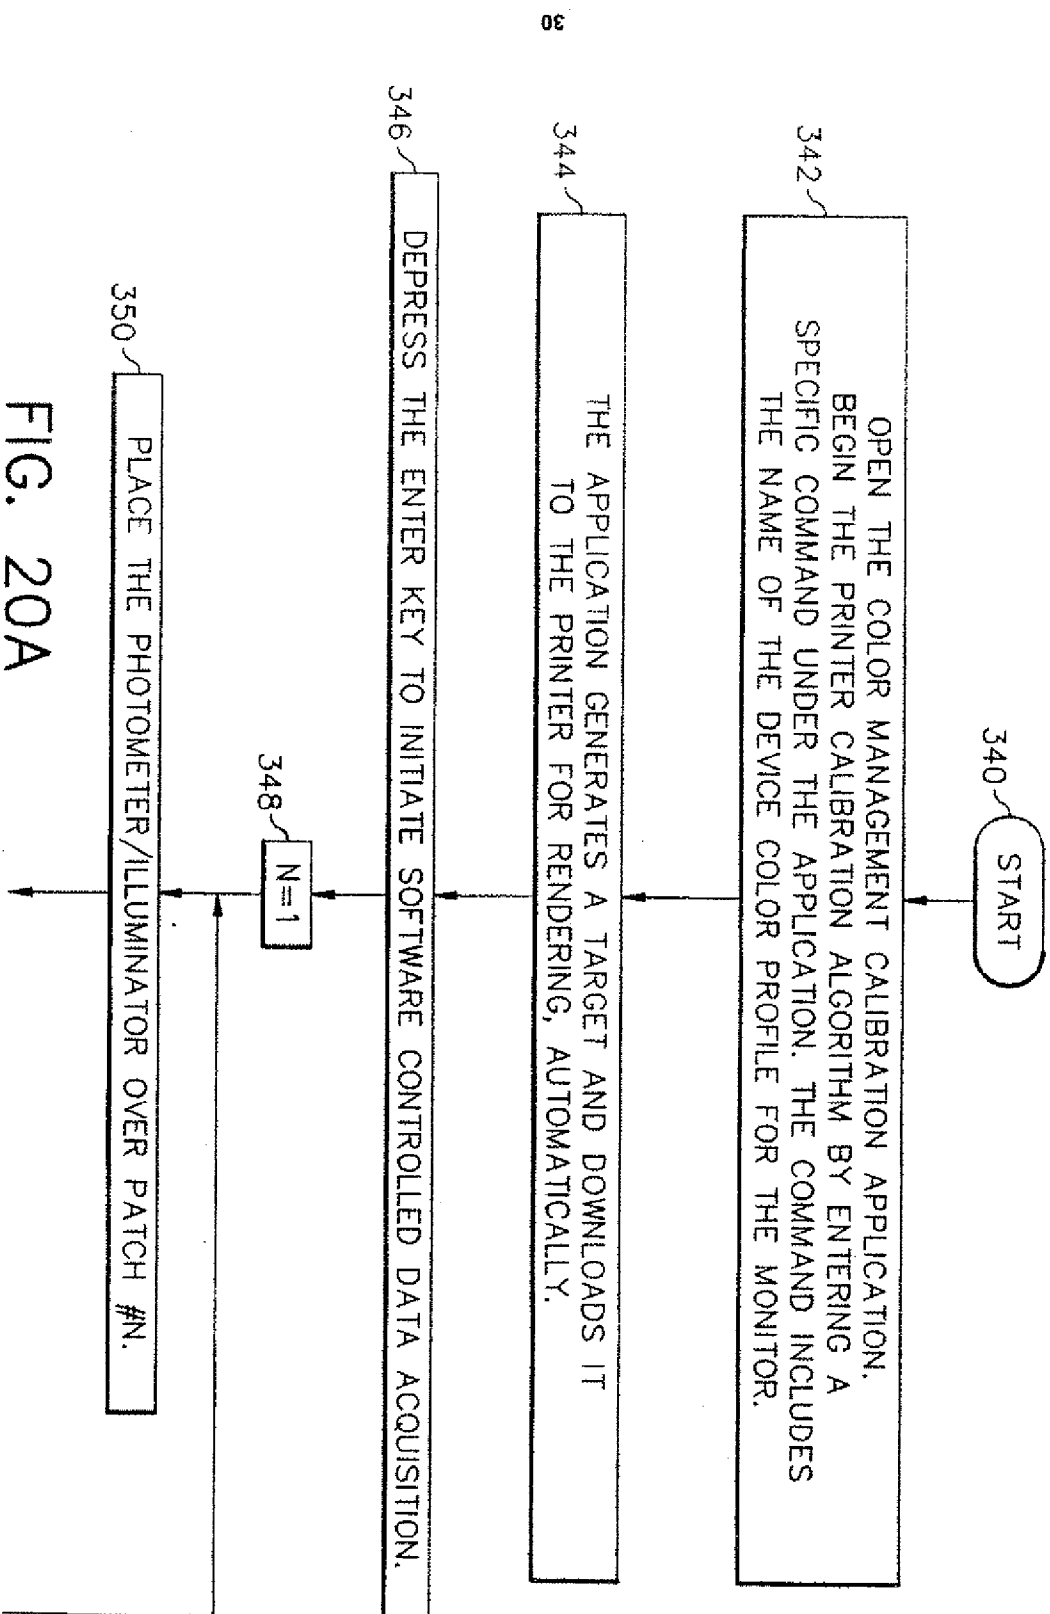 30
340
START
342
OPEN THE COLOR MANAGEMENT CALIBRATION APPLICATION.
BEGIN THE PRINTER CALIBRATION ALGORITHM BY ENTERING A
SPECIFIC COMMAND UNDER THE APPLICATION. THE COMMAND INCLUDES
THE NAME OF THE DEVICE COLOR PROFILE FOR THE MONITOR.
344
THE APPLICATION GENERATES A TARGET AND DOWNLOADS IT
TO THE PRINTER FOR RENDERING, AUTOMATICALLY.
346
DEPRESS THE ENTER KEY TO INITIATE SOFTWARE CONTROLLED DATA ACQUISITION.
348
N=1
350
PLACE THE PHOTOMETER/ILLUMINATOR OVER PATCH #N.
FIG. 20A